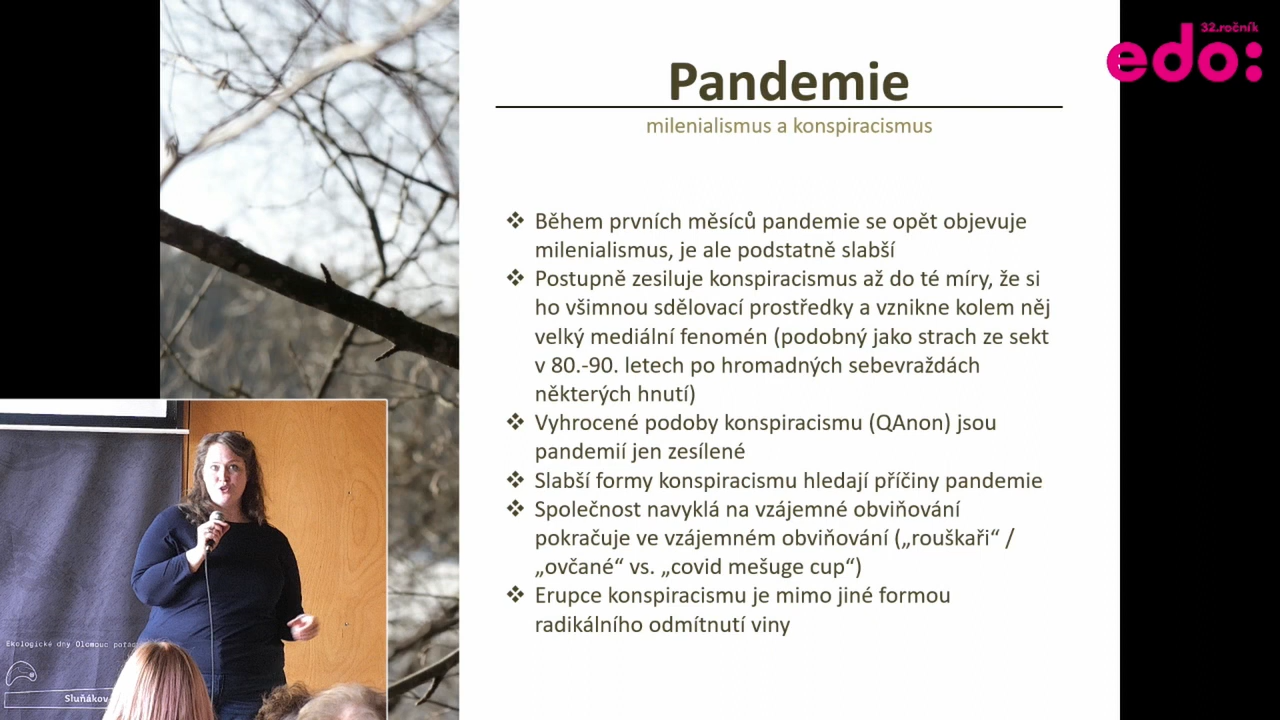 32.ročník
edo:
Pandemie
milenialismus a konspiracismus
❖ Během prvních měsíců pandemie se opět objevuje
milenialismus, je ale podstatně slabší
❖ Postupně zesiluje konspiracismus až do té míry, že si
ho všimnou sdělovací prostředky a vznikne kolem něj
velký mediální fenomén (podobný jako strach ze sekt
v 80.-90. letech po hromadných sebevraždách
některých hnutí)
❖ Vyhrocené podoby konspiracismu (QAnon) jsou
pandemií jen zesílené
❖ Slabší formy konspiracismu hledají příčiny pandemie
❖ Společnost navyklá na vzájemné obviňování
pokračuje ve vzájemném obviňování („rouškaři“ /
„ovčané“ vs. „covid mešuge cup“)
❖ Erupce konspiracismu je mimo jiné formou
radikálního odmítnutí viny
Ekologické dny Olomouc
Sluňákov